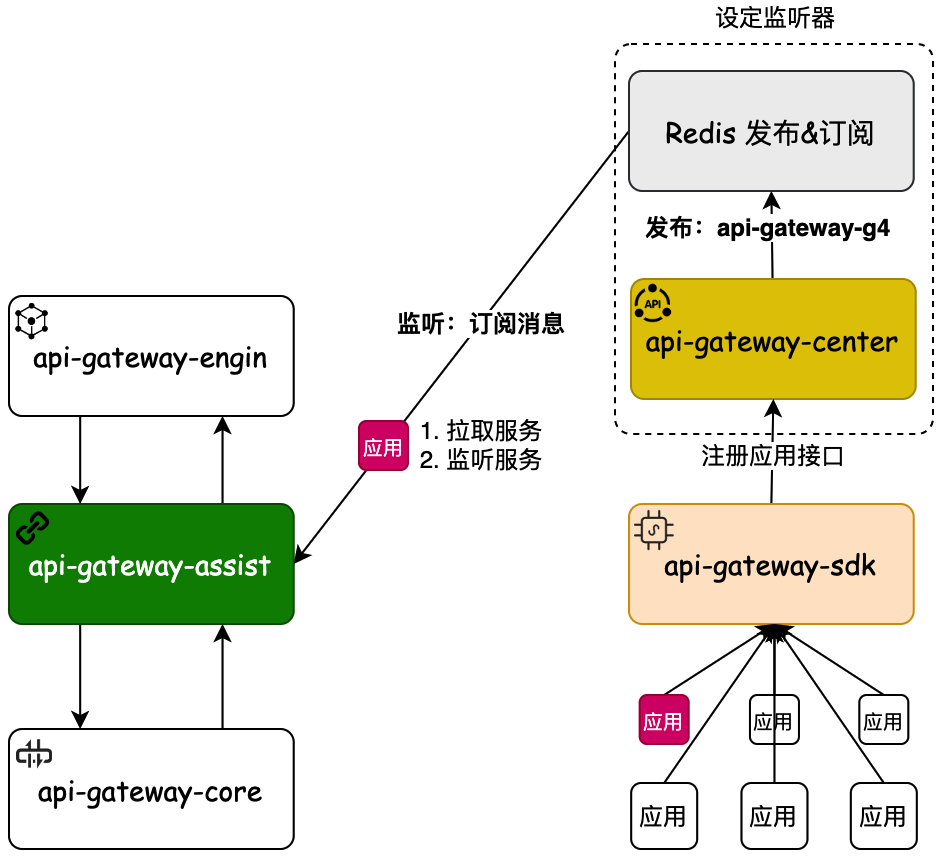 设定监听器
Redis 发布&订阅
发布：api-gateway-g4
API
api-gateway-center
监听：订阅消息
api-gateway-engin
应用
1. 拉取服务
2. 监听服务
注册应用接口
api-gateway-assist
api-gateway-sdk
应用
应用
应用
api-gateway-core
应用
应用
应用